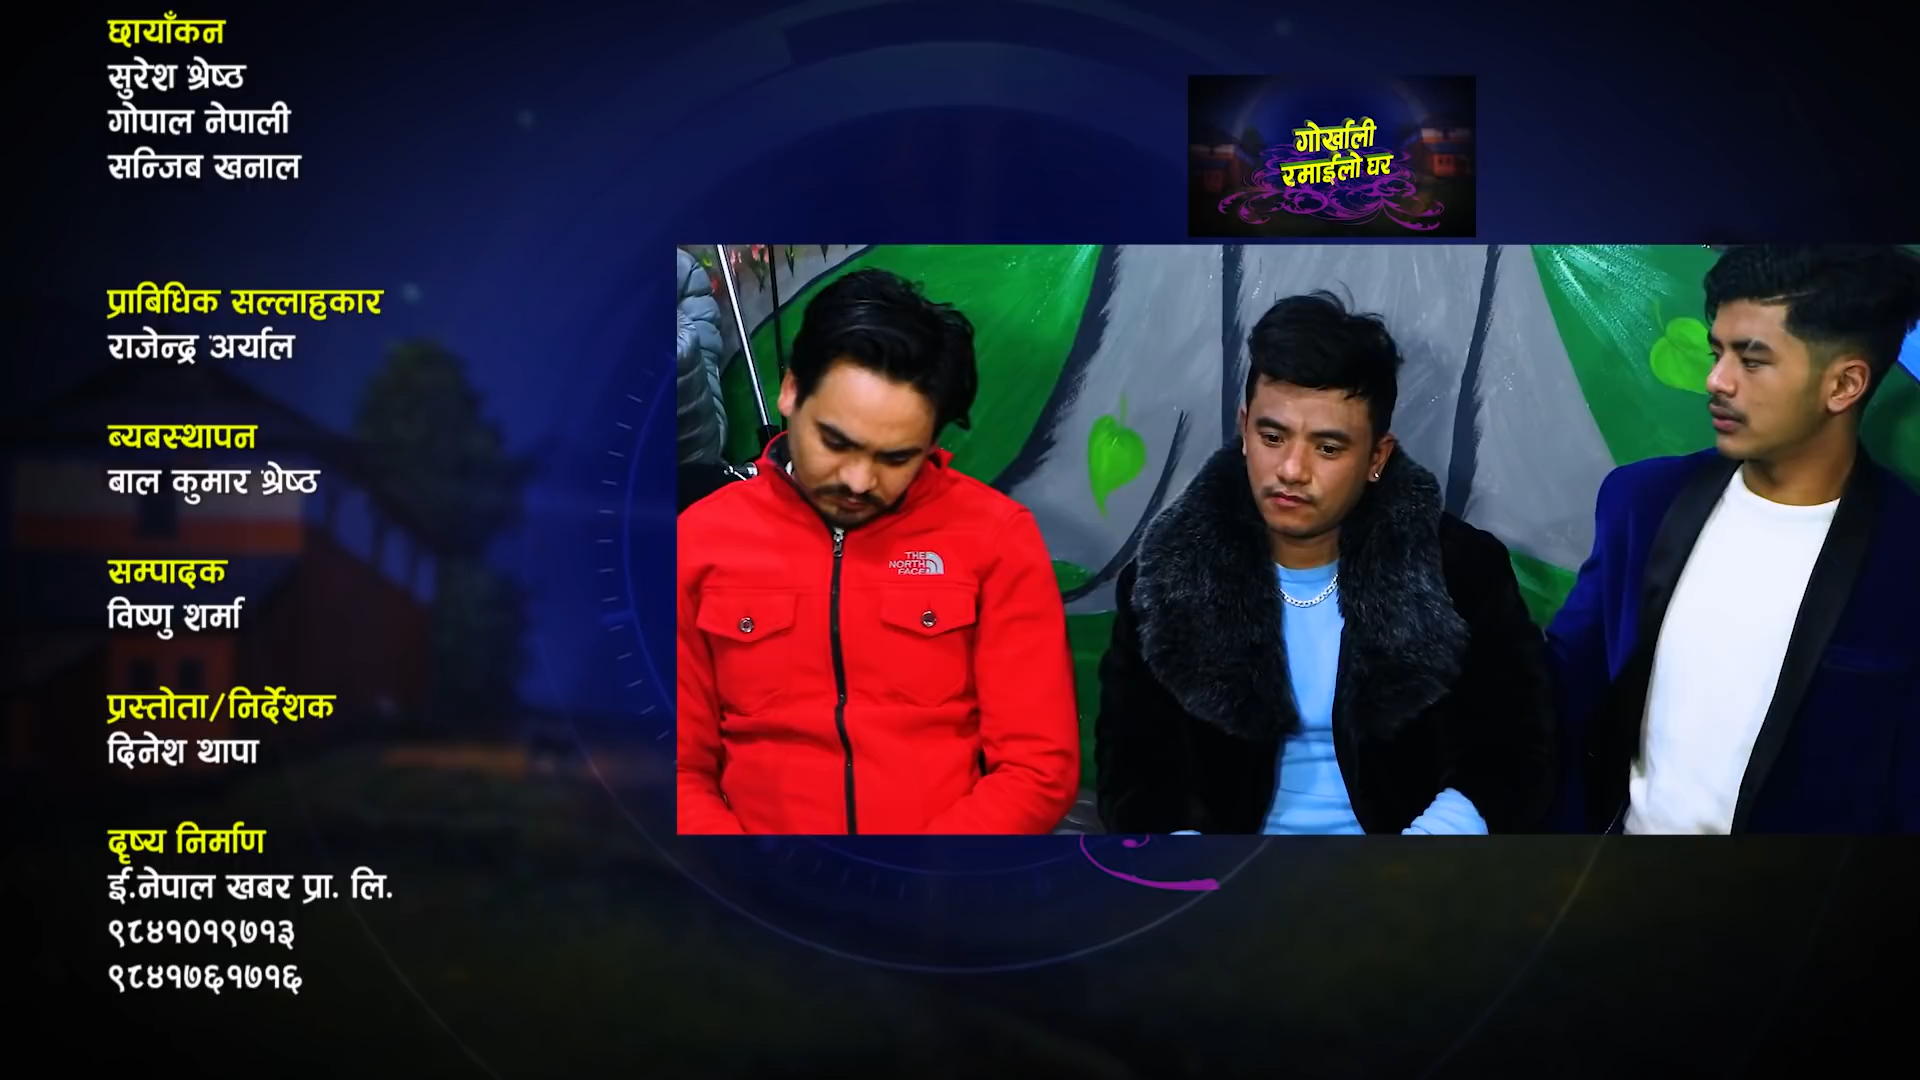 छायाँकन
सुरेश श्रेष्ठ
गोपाल नेपाली
सन्जिब खनाल
प्राबिधिक सल्लाहकार
राजेन्द्र अर्याल
ब्यबस्थापन
बाल कुमार श्रेष्ठ
सम्पादक
विष्णु शर्मा
प्रस्तोता/निर्देशक
दिनेश थापा
दृष्य निर्माण
ई.नेपाल खबर प्रा. लि.
९८४१०१९७१३
९८४१७६१७१६
गोर्खाली
रमाईलो घर
THE
NORTH
FACE